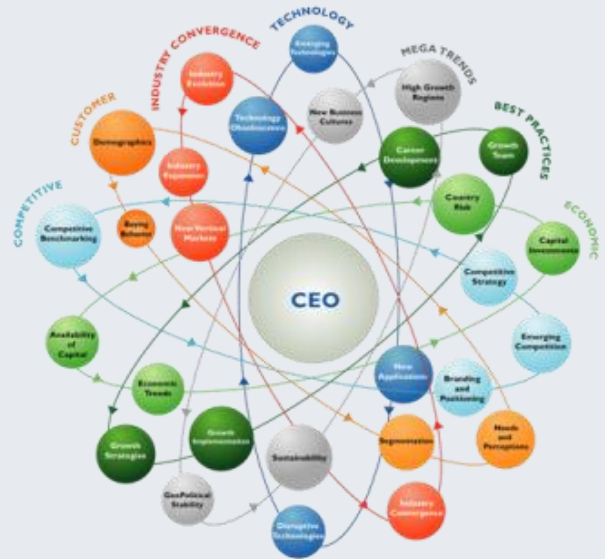 TECHNOLOGY
INDUSTRY CONVERGENCE
MEGA TRENDS
CUSTOMER
BEST PRACTICES
COMPETITIVE
ECONOMIC
Emerging
Technologies
Industry
Evolution
High Growth
Regions
Technology
Obsolescence
New Business
Cultures
Demographics
Career
Development
Growth
Team
Industry
Expansion
Country
Risk
Competitive
Benchmarking
Buying
Behavior
New Vertical
Markets
Capital
Investments
Competitive
Strategy
CEO
Availability
of
Capital
Emerging
Competition
Economic
Trends
New
Applications
Branding
and
Positioning
Growth
Strategies
Growth
Implementation
Sustainability
Segmentation
Needs
and
Perceptions
GeoPolitical
Stability
Industry
Convergence
Disruptive
Technologies